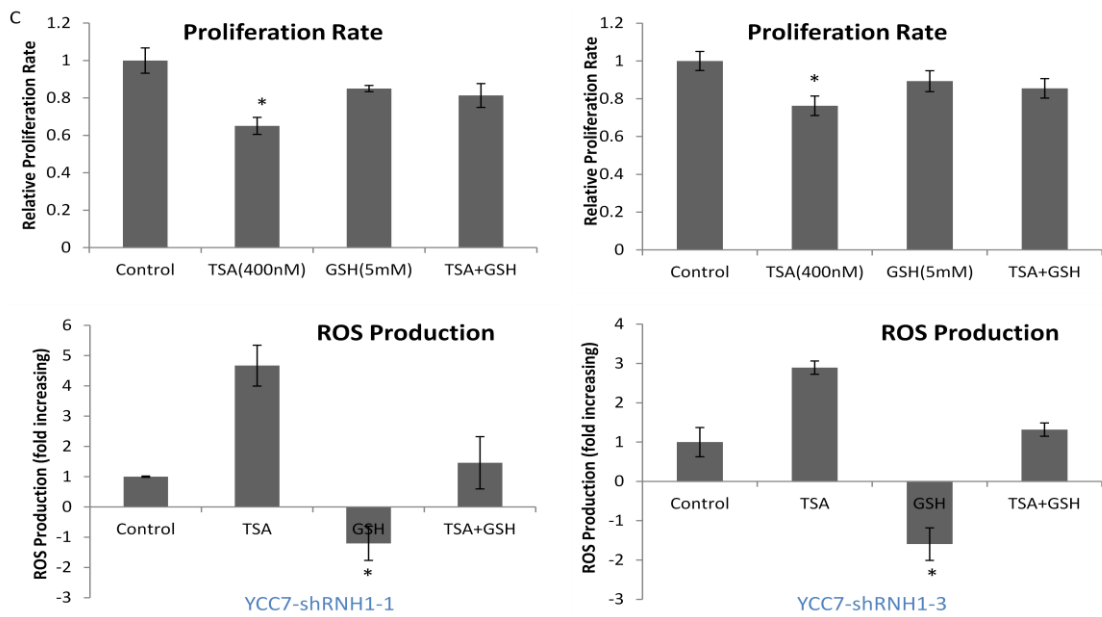 C
Proliferation Rate
Relative Proliferation Rate
1.2
1
0.8
0.6
0.4
0.2
0
*
Control TSA(400nM) GSH(5mM) TSA+GSH
Proliferation Rate
Relative Proliferation Rate
1.2
1
0.8
0.6
0.4
0.2
0
*
Control TSA(400nM) GSH(5mM) TSA+GSH
ROS Production
ROS Production (fold increasing)
6
5
4
3
2
1
0
-1
-2
-3
Control TSA GSH TSA+GSH
*
YCC7-shRNH1-1
ROS Production
ROS Production (fold increasing)
4
3
2
1
0
-1
-2
-3
Control TSA GSH TSA+GSH
*
YCC7-shRNH1-3